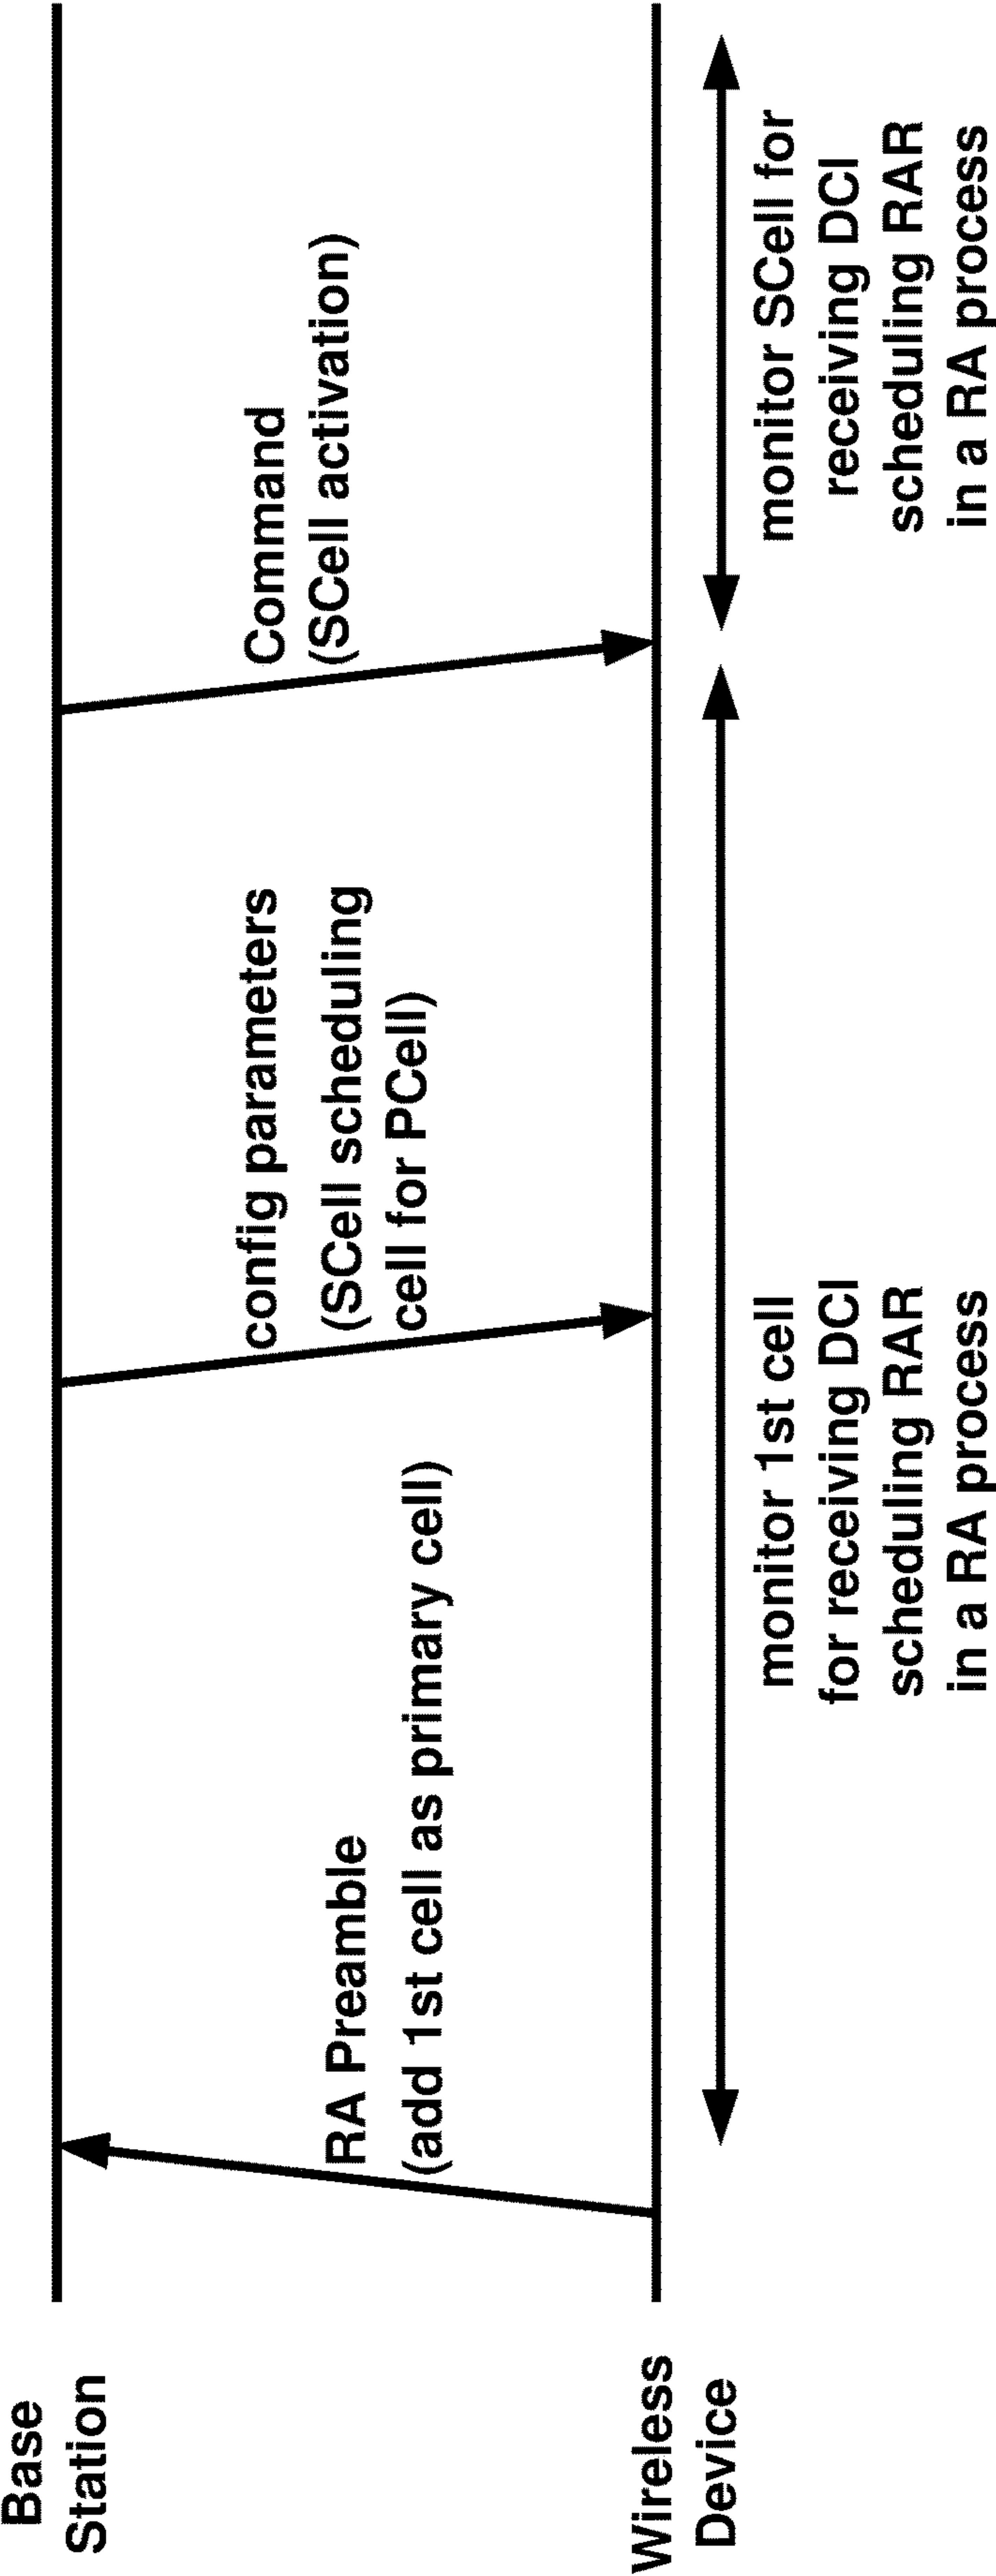 Base
Station
Wireless
Device
RA Preamble
(add 1st cell as primary cell)
config parameters
(SCell scheduling
cell for PCell)
Command
(SCell activation)
monitor 1st cell
for receiving DCI
scheduling RAR
in a RA process
monitor SCell for
receiving DCI
scheduling RAR
in a RA process